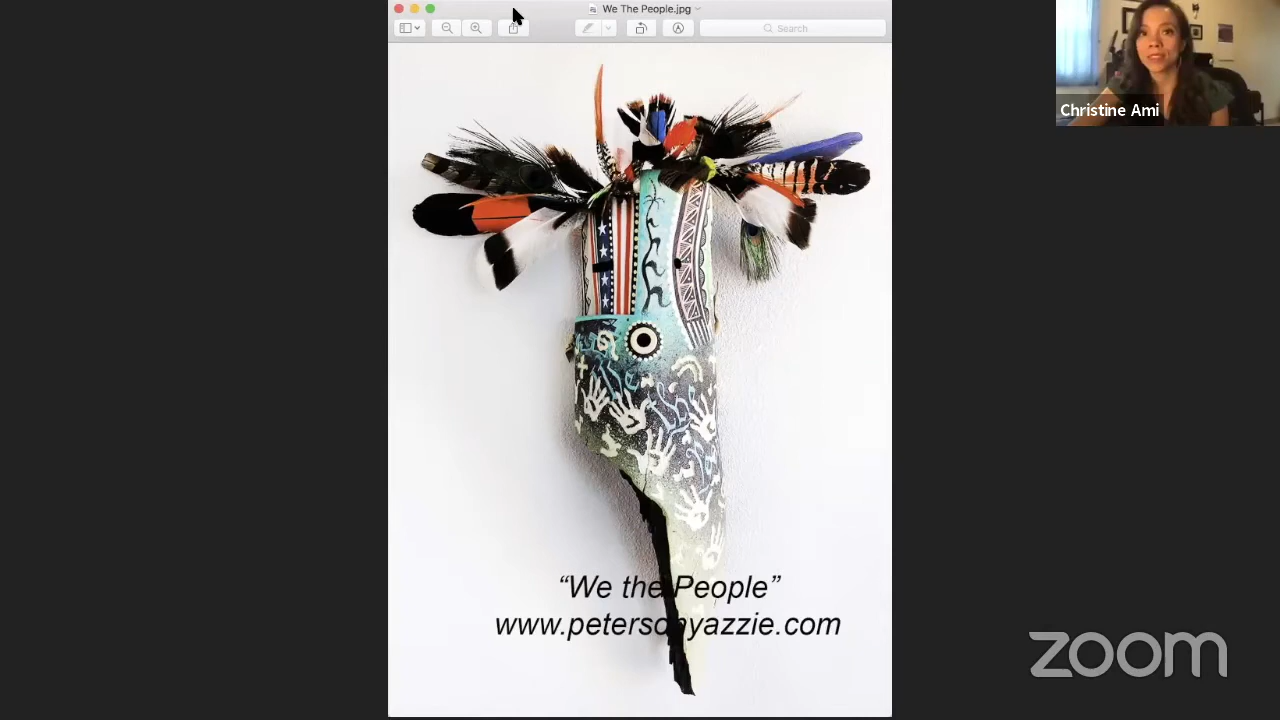 We The People.jpg
Search
Christine Ami
“We the People”
www.petersonyazzie.com
zoom